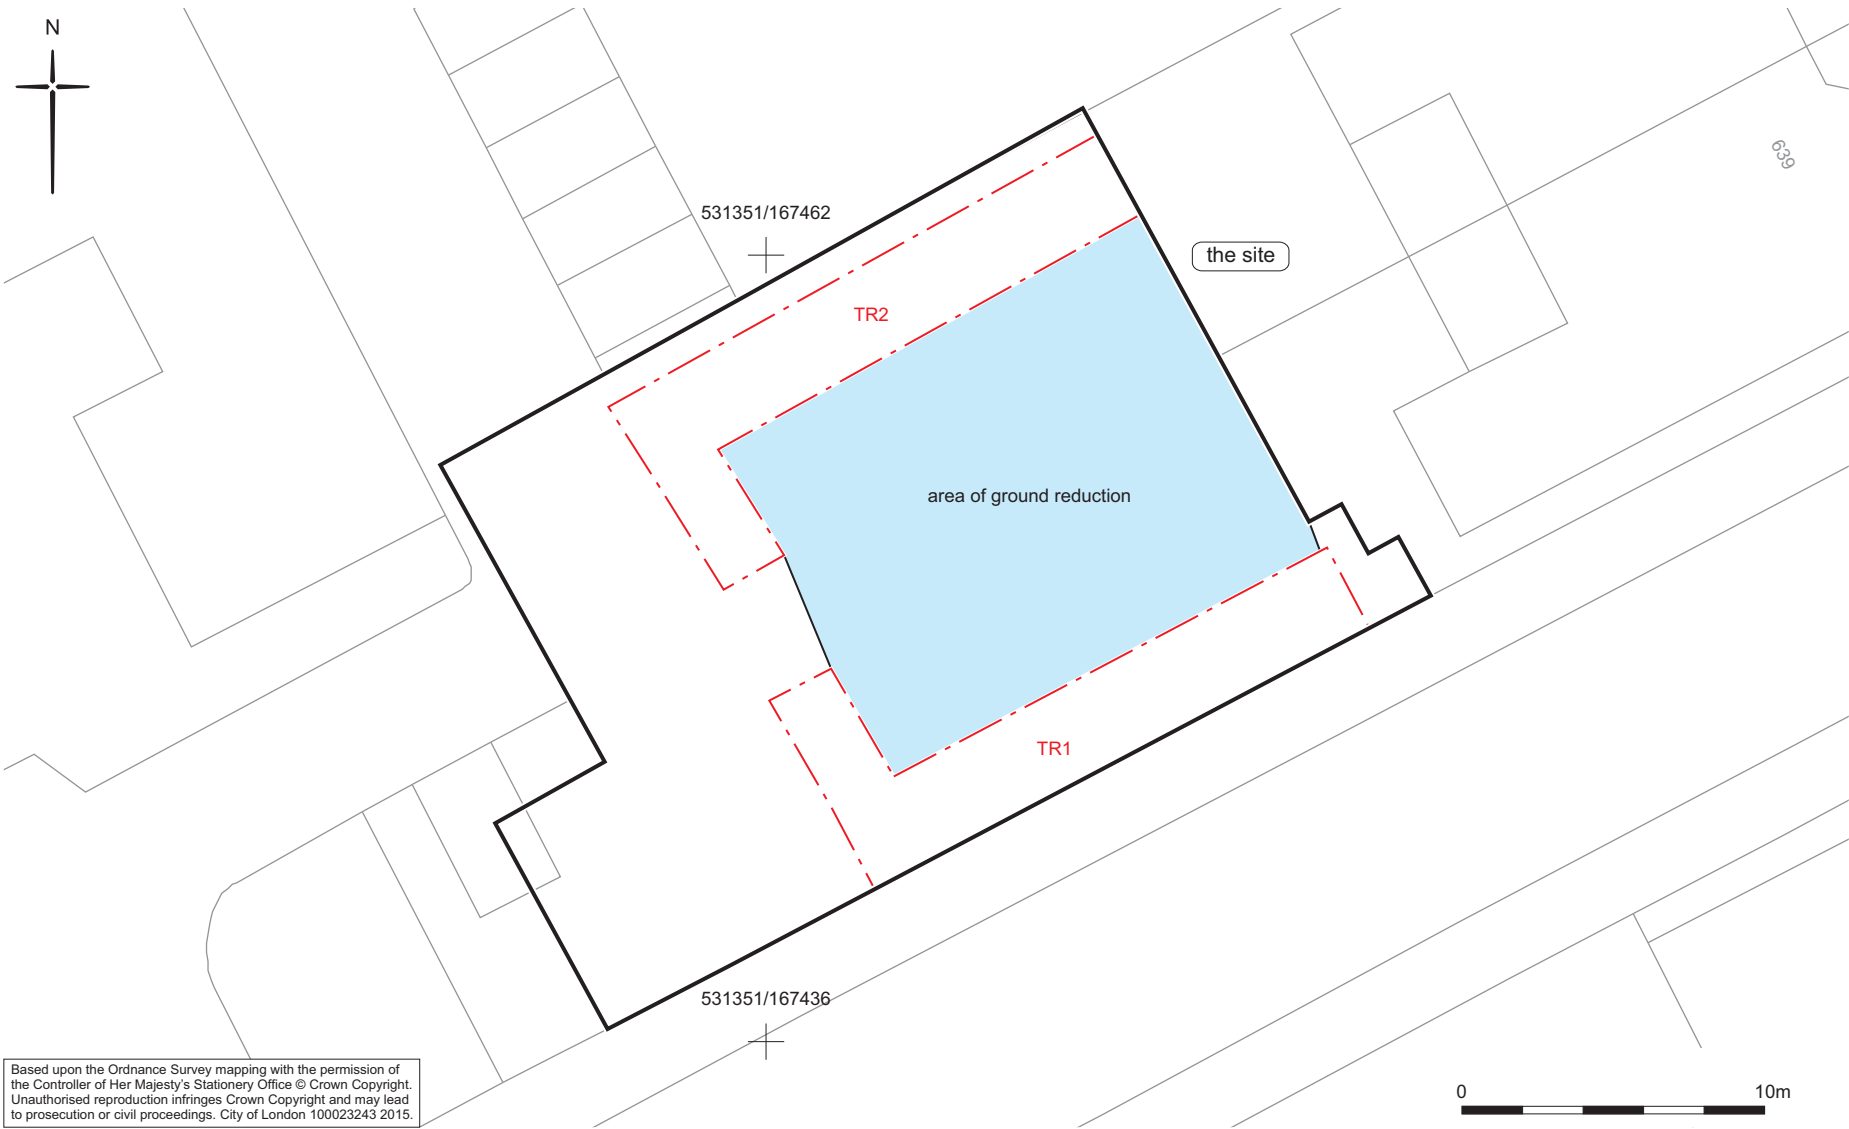 N
639
531351/167462
the site
TR2
area of ground reduction
TR1
531351/167436
Based upon the Ordnance Survey mapping with the permission of
the Controller of Her Majesty's Stationery Office © Crown Copyright.
Unauthorised reproduction infringes Crown Copyright and may lead
to prosecution or civil proceedings. City of London 100023243 2015.
0 10m